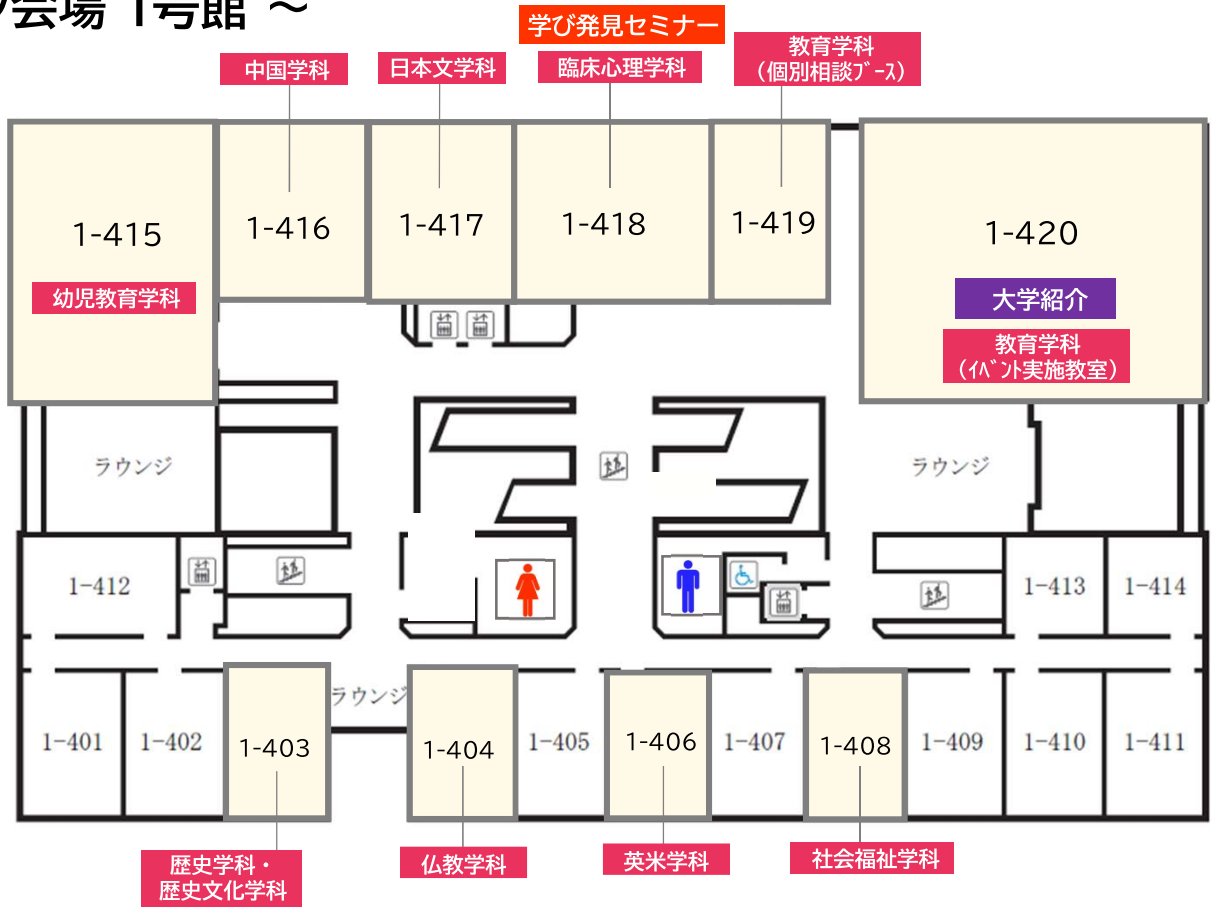 会場 1号館 ～
学び発見セミナー
中国学科
日本文学科
臨床心理学科
教育学科
（個別相談ﾌﾞｰｽ）
1-415
幼児教育学科
1-416
1-417
1-418
1-419
1-420
大学紹介
教育学科
（ｲﾍﾞﾝﾄ実施教室）
ラウンジ
ラウンジ
1-412
1-413
1-414
ラウンジ
1-401
1-402
1-403
1-404
1-405
1-406
1-407
1-408
1-409
1-410
1-411
歴史学科・
歴史文化学科
仏教学科
英米学科
社会福祉学科